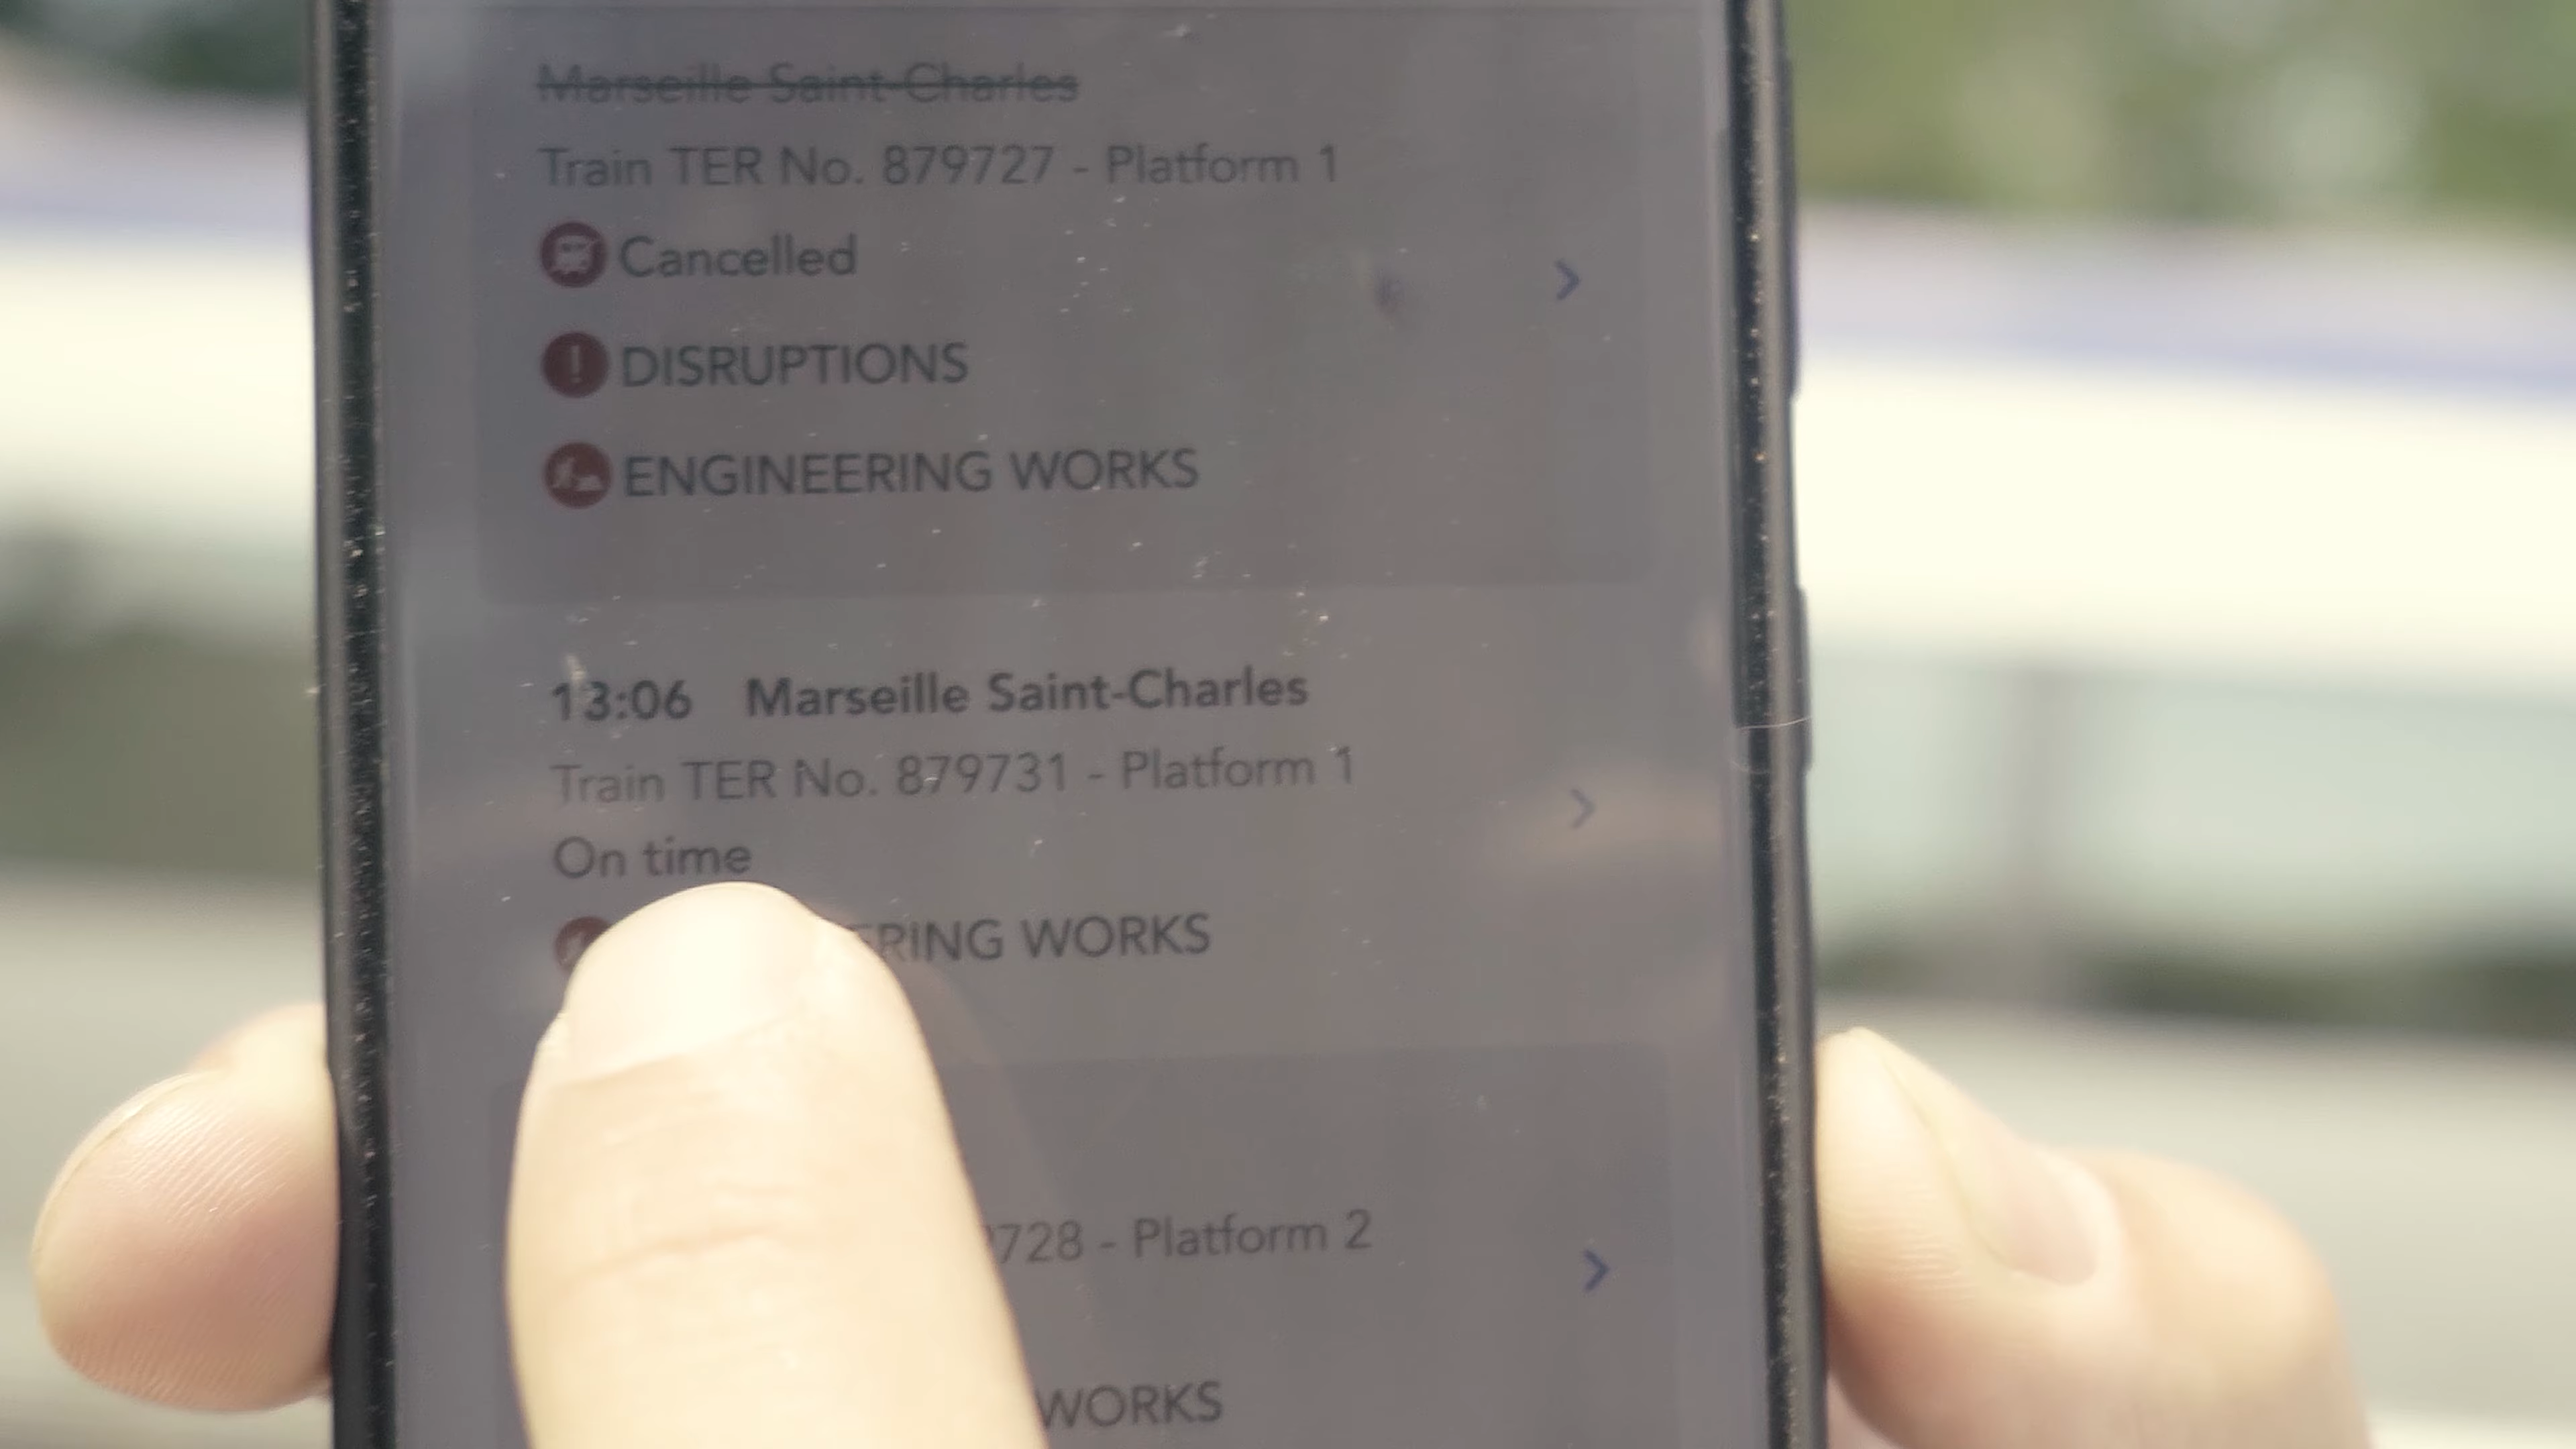 Marseille Saint-Charles
Train TER No. 879727 - Platform 1
Cancelled
DISRUPTIONS
ENGINEERING WORKS
13:06 Marseille Saint-Charles
Train TER No. 879731 - Platform 1
On time
RING WORKS
728 - Platform 2
WORKS